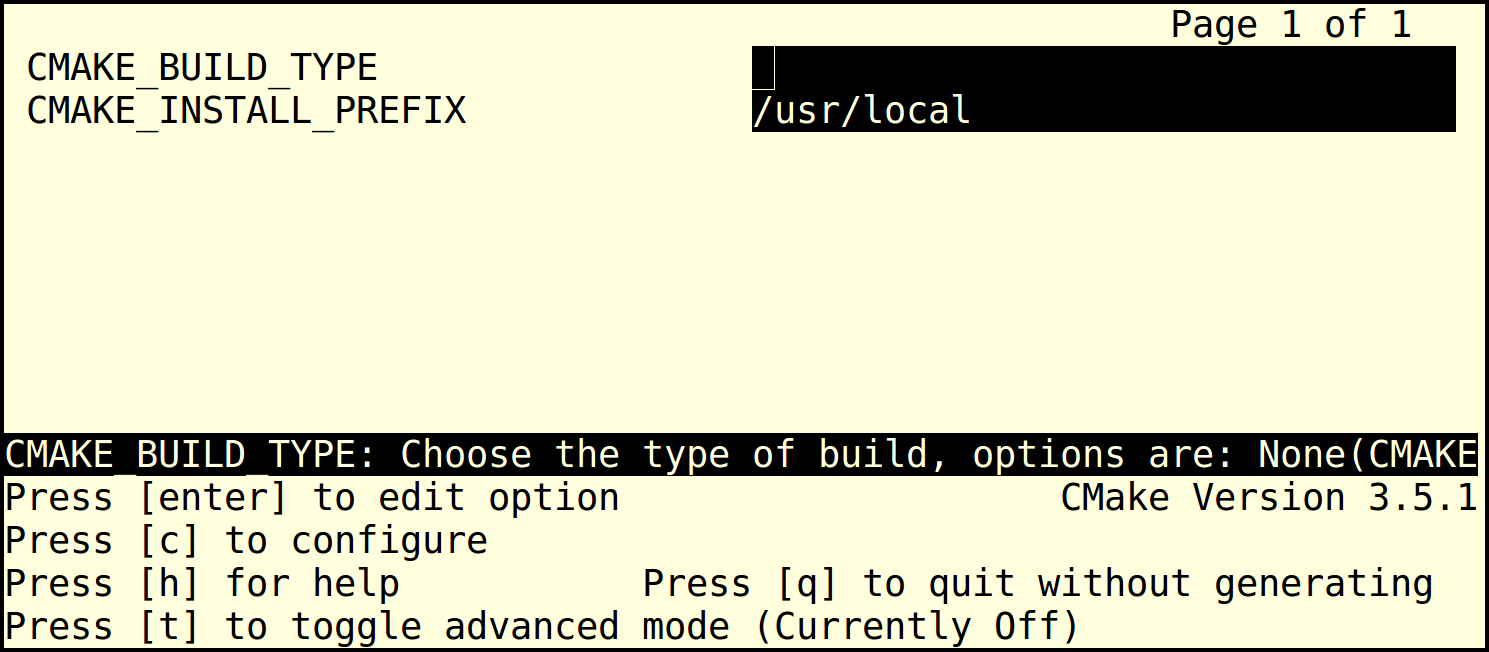 Page 1 of 1
CMAKE_BUILD_TYPE
CMAKE_INSTALL_PREFIX /usr/local
CMAKE_BUILD_TYPE: Choose the type of build, options are: None(CMAKE
Press [enter] to edit option CMake Version 3.5.1
Press [c] to configure
Press [h] for help Press [q] to quit without generating
Press [t] to toggle advanced mode (Currently Off)